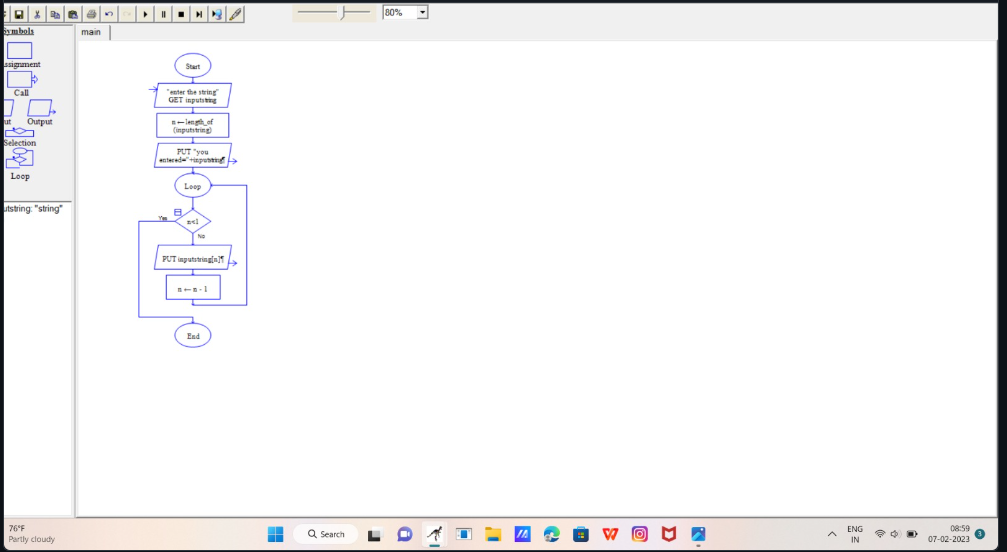 80%
Symbols
main
ssignment
Call
ut
Output
Selection
Loop
utstring: "string"
Start
"enter the string"
GET inputstring
n ← length_of
(inputstring)
PUT "you
entered="+inputstring¶
Loop
Yes
n<1
No
PUT inputstring[n]¶
n ← n - 1
End
76°F
Partly cloudy
Search
ENG
IN
08:59
07-02-2023
3